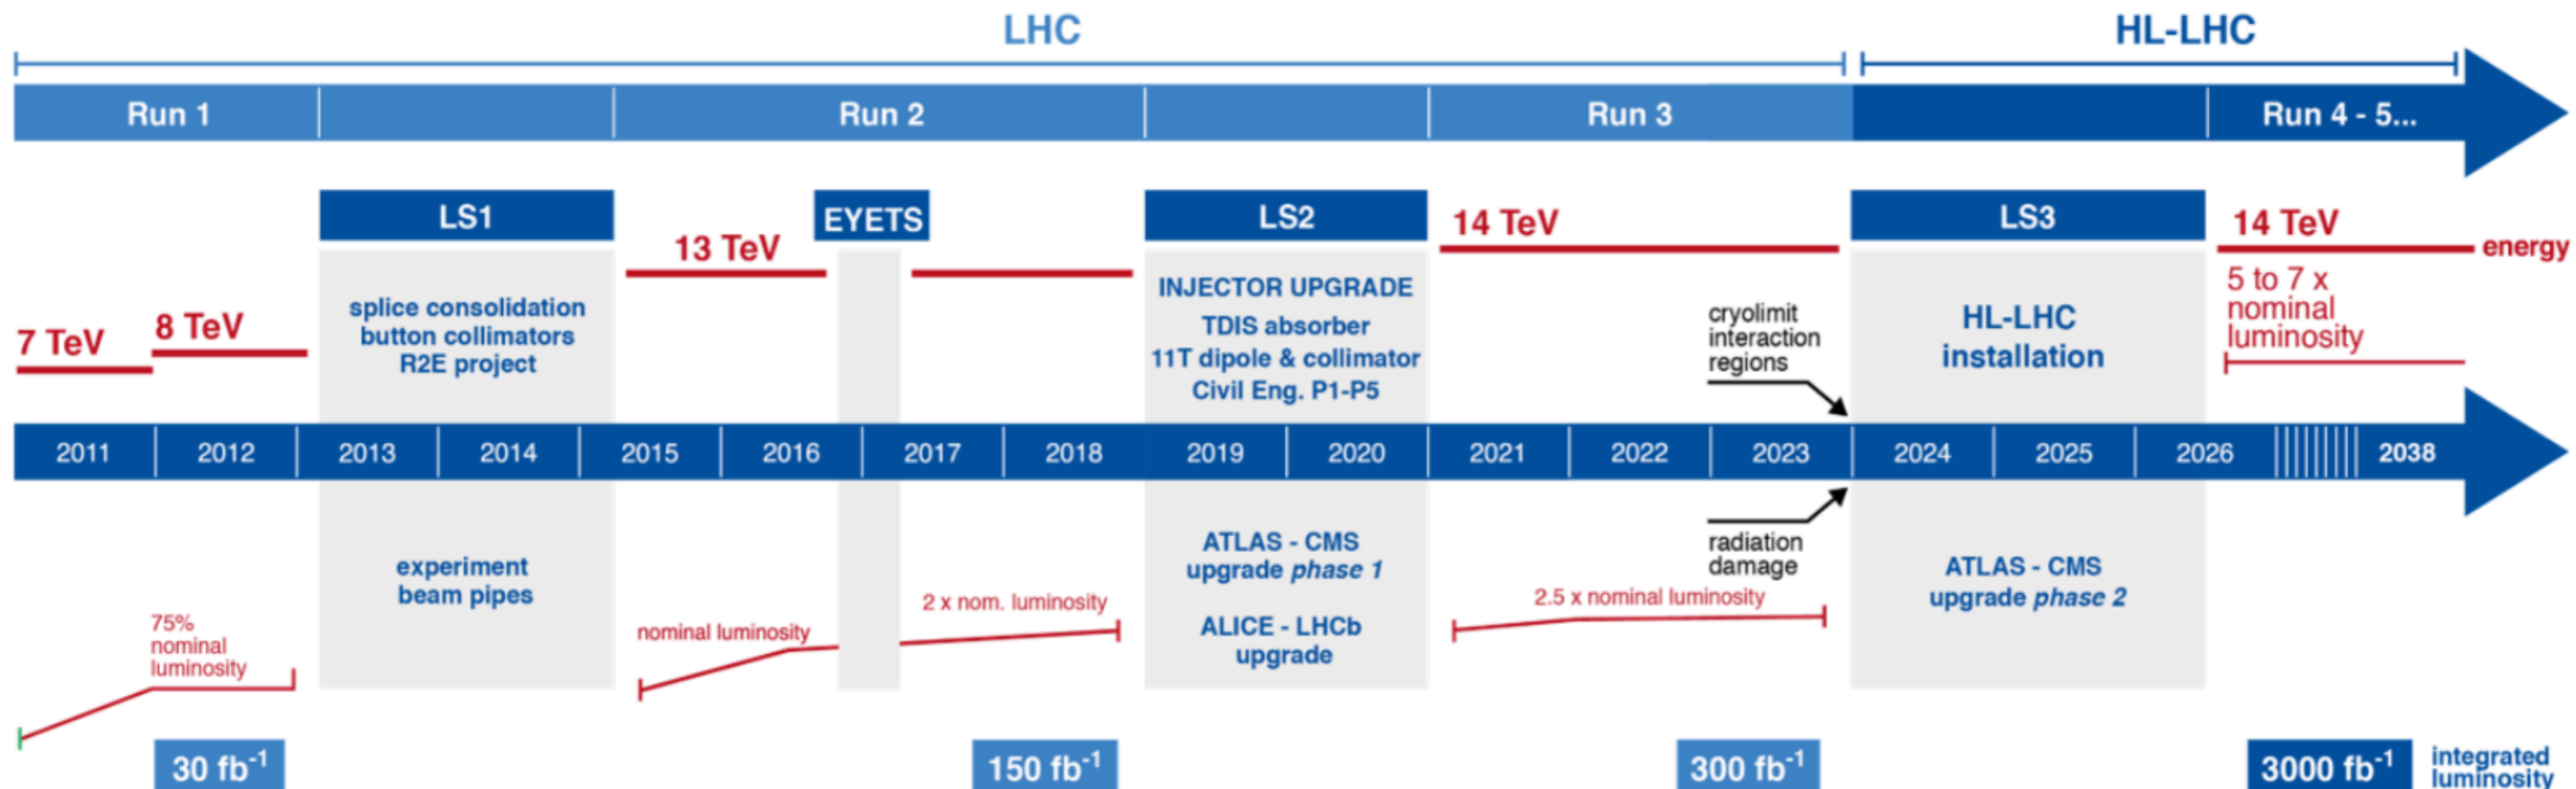 LHC
HL-LHC
Run 1
Run 2
Run 3
Run 4 - 5...
LS1
EYETS
LS2
LS3
7 TeV
8 TeV
13 TeV
14 TeV
14 TeV
energy
splice consolidation
button collimators
R2E project
INJECTOR UPGRADE
TDIS absorber
11T dipole & collimator
Civil Eng. P1-P5
cryolimit
interaction
regions
HL-LHC
installation
5 to 7 x
nominal
luminosity
2011
2012
2013
2014
2015
2016
2017
2018
2019
2020
2021
2022
2023
2024
2025
2026
2038
75%
nominal
luminosity
experiment
beam pipes
nominal luminosity
2 x nom. luminosity
ATLAS - CMS
upgrade phase 1
ALICE - LHCb
upgrade
radiation
damage
2.5 x nominal luminosity
ATLAS - CMS
upgrade phase 2
30 fb⁻¹
150 fb⁻¹
300 fb⁻¹
3000 fb⁻¹
integrated
luminosity